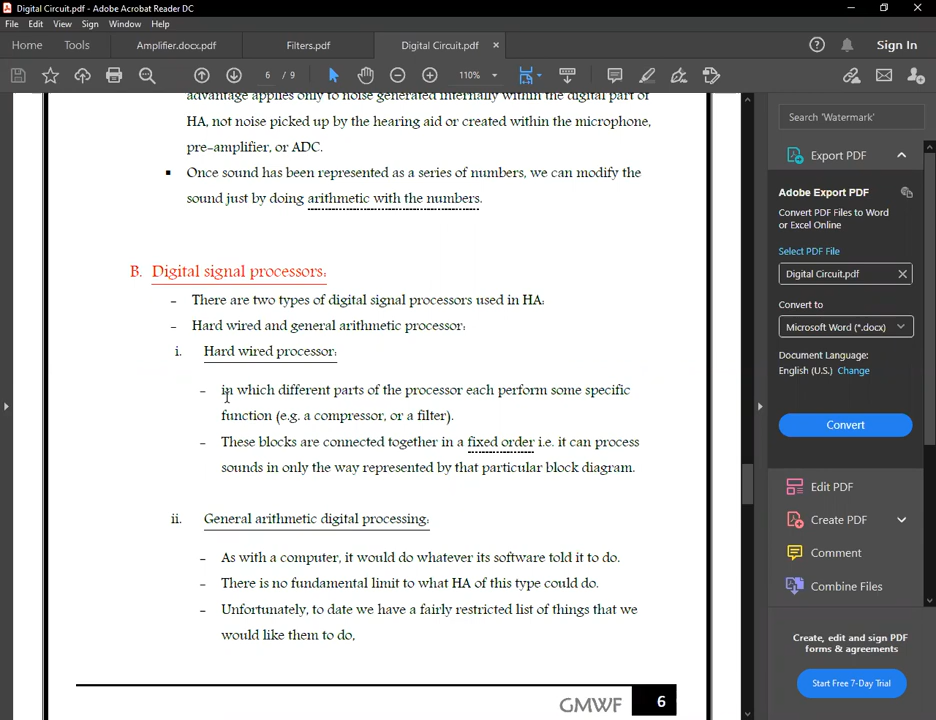 Digital Circuit.pdf - Adobe Acrobat Reader DC
File Edit View Sign Window Help
Home Tools Amplifier.docx.pdf Filters.pdf Digital Circuit.pdf × Sign In
6 / 9 110%
advantage applies only to noise generated internally within the digital part of
HA, not noise picked up by the hearing aid or created within the microphone,
pre-amplifier, or ADC.
▪ Once sound has been represented as a series of numbers, we can modify the
sound just by doing arithmetic with the numbers.
B. Digital signal processors:
– There are two types of digital signal processors used in HA:
– Hard wired and general arithmetic processor:
i. Hard wired processor:
– in which different parts of the processor each perform some specific
function (e.g. a compressor, or a filter).
– These blocks are connected together in a fixed order i.e. it can process
sounds in only the way represented by that particular block diagram.
ii. General arithmetic digital processing:
– As with a computer, it would do whatever its software told it to do.
– There is no fundamental limit to what HA of this type could do.
– Unfortunately, to date we have a fairly restricted list of things that we
would like them to do,
GMWF 6
Search 'Watermark'
Export PDF
Adobe Export PDF
Convert PDF Files to Word
or Excel Online
Select PDF File
Digital Circuit.pdf
Convert to
Microsoft Word (*.docx)
Document Language:
English (U.S.) Change
Convert
Edit PDF
Create PDF
Comment
Combine Files
Create, edit and sign PDF
forms & agreements
Start Free 7-Day Trial